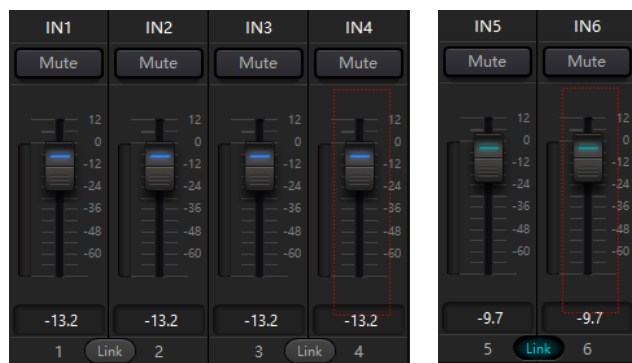 IN1 IN2 IN3 IN4 IN5 IN6
Mute Mute Mute Mute Mute Mute
12 12 12 12 12 12
0 0 0 0 0 0
-12 -12 -12 -12 -12 -12
-24 -24 -24 -24 -24 -24
-36 -36 -36 -36 -36 -36
-48 -48 -48 -48 -48 -48
-60 -60 -60 -60 -60 -60
-13.2 -13.2 -13.2 -13.2 -9.7 -9.7
1 Link 2 3 Link 4 5 Link 6